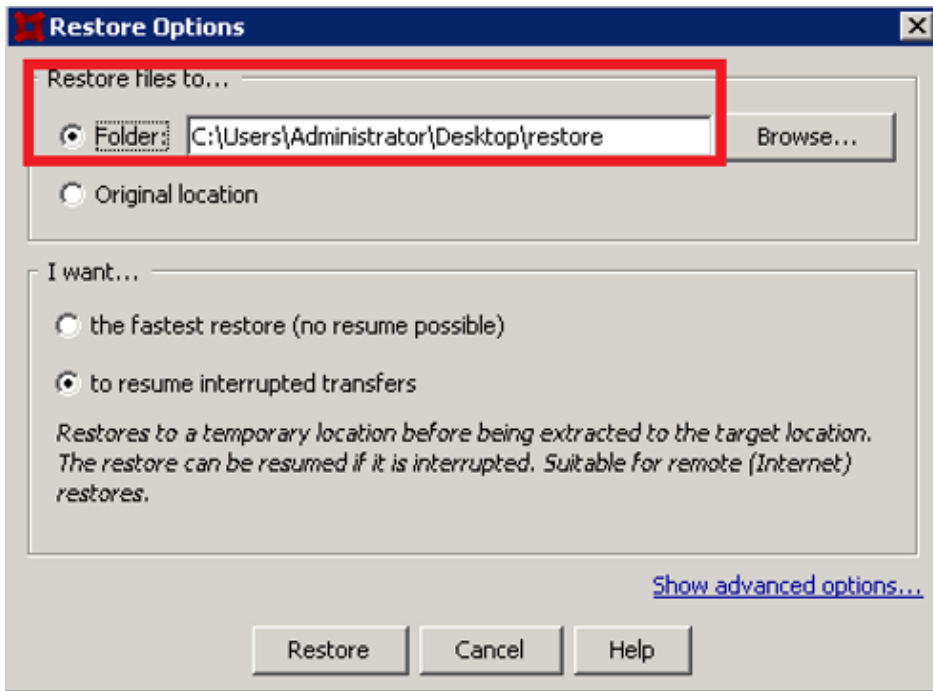 Restore Options
Restore files to...
Folder: C:\Users\Administrator\Desktop\restore Browse...
Original location
I want...
the fastest restore (no resume possible)
to resume interrupted transfers
Restores to a temporary location before being extracted to the target location.
The restore can be resumed if it is interrupted. Suitable for remote (Internet)
restores.
Show advanced options...
Restore Cancel Help